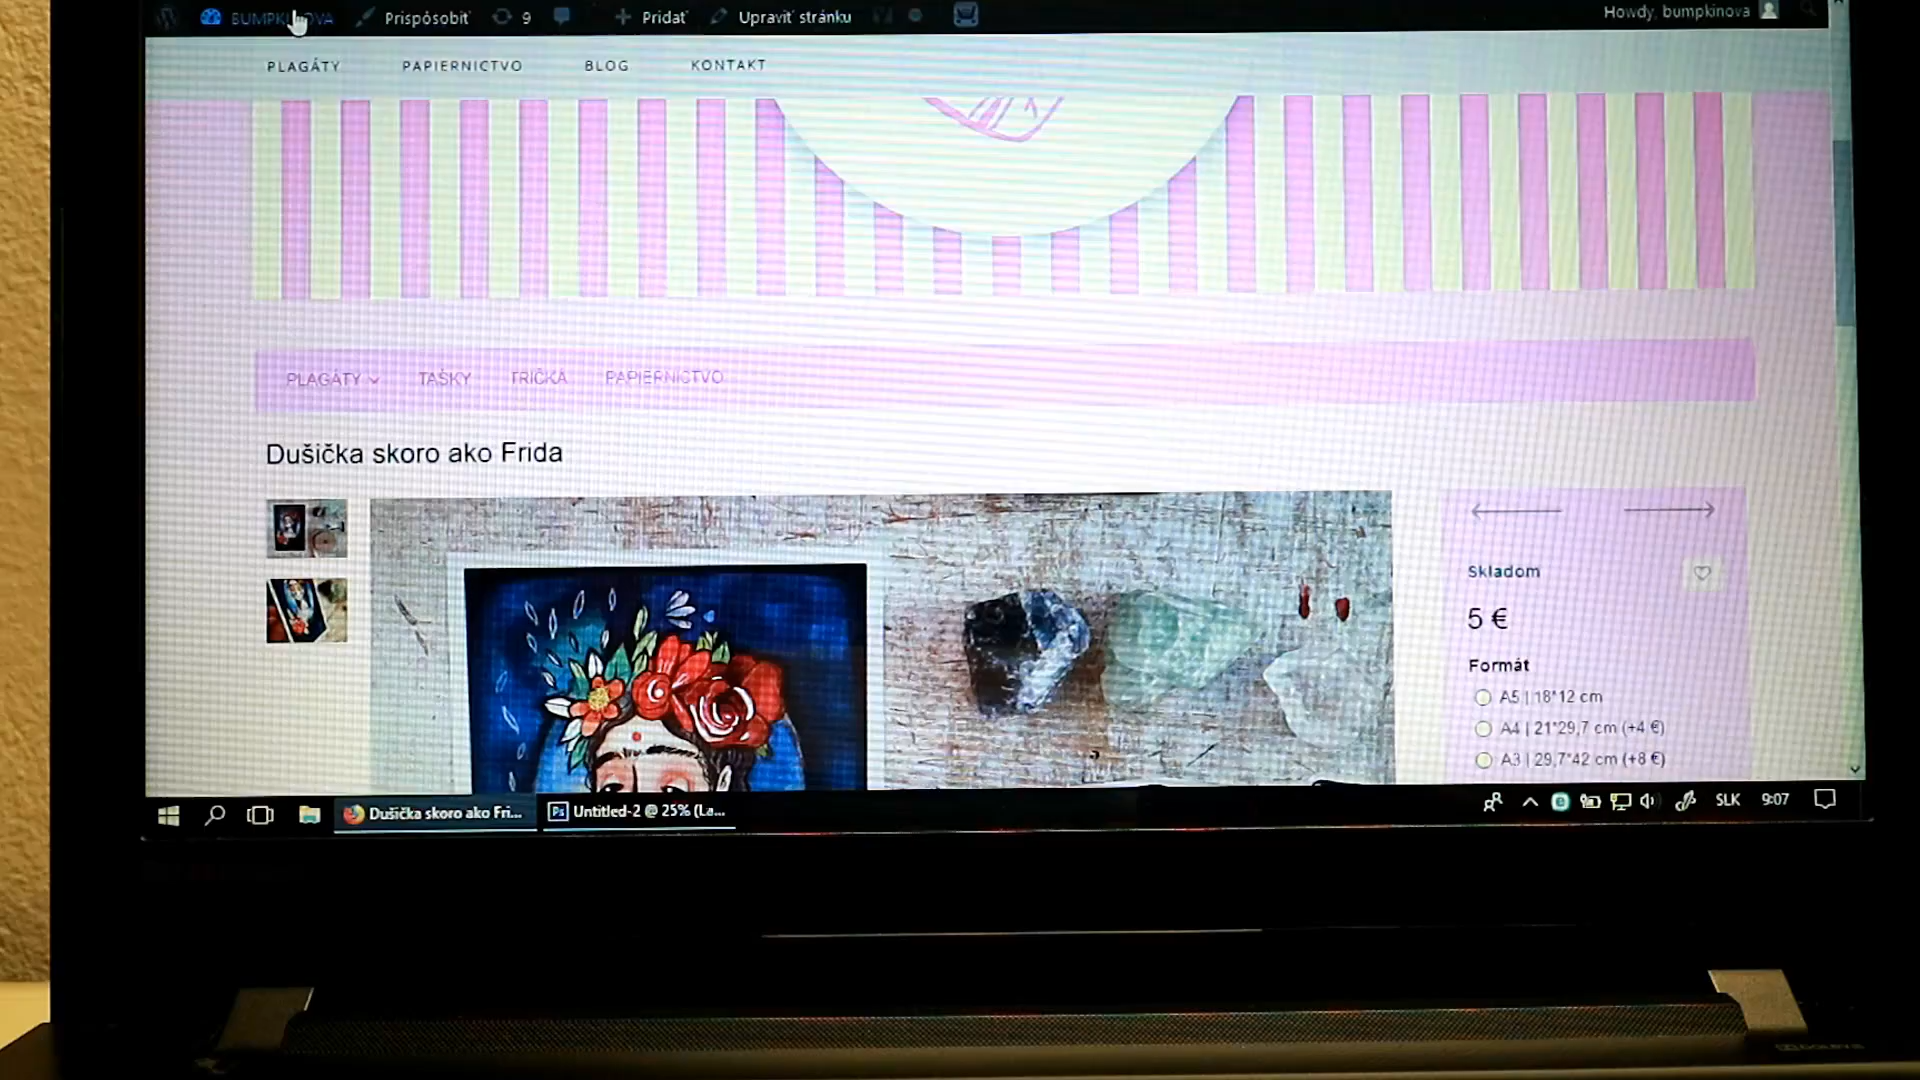 BUMPKINOVA Prispôsobiť 9 Pridať Upraviť stránku Howdy, bumpkinova
PLAGÁTY PAPIERNICTVO BLOG KONTAKT
PLAGÁTY TAŠKY TRIČKÁ PAPIERNICTVO
Dušička skoro ako Frida
Skladom
5 €
Formát
A5 | 18*12 cm
A4 | 21*29,7 cm (+4 €)
A3 | 29,7*42 cm (+8 €)
Dušička skoro ako Fri... Ps Untitled-2 @ 25% (La... SLK 9:07